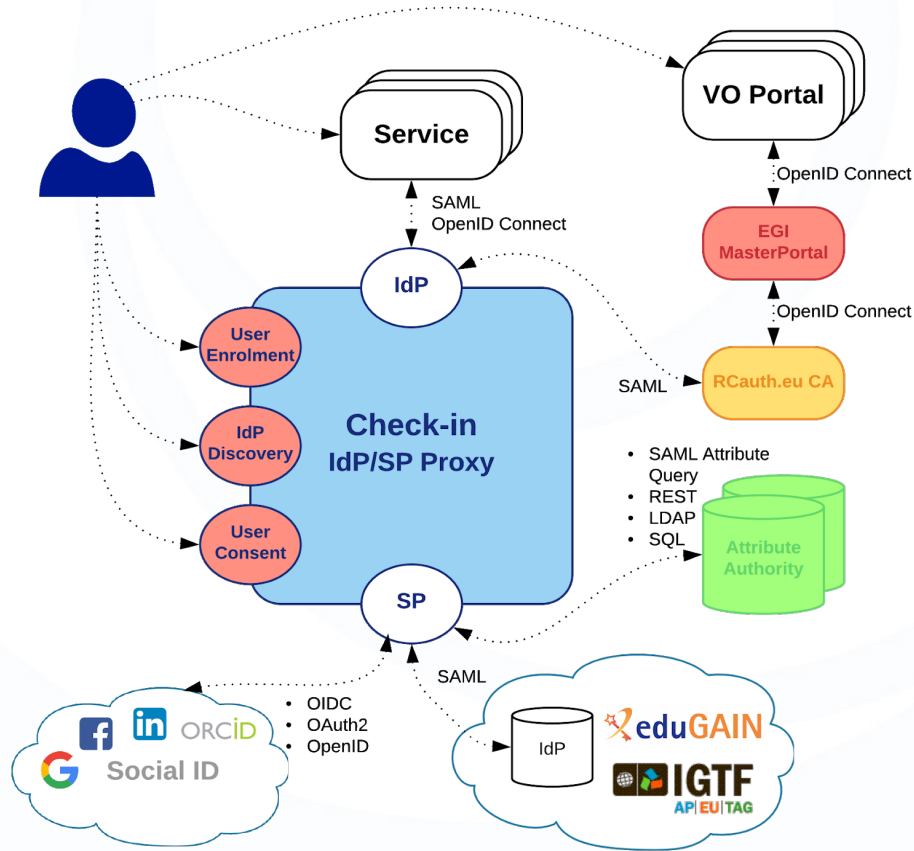 VO Portal
Service
OpenID Connect
SAML
OpenID Connect
EGI
MasterPortal
IdP
OpenID Connect
User
Enrolment
SAML
RCauth.eu CA
Check-in
IdP/SP Proxy
IdP
Discovery
• SAML Attribute
Query
• REST
• LDAP
• SQL
User
Consent
Attribute
Authority
SP
SAML
• OIDC
• OAuth2
• OpenID
f
in
ORCiD
G
Social ID
IdP
eduGAIN
IGTF
AP|EU|TAG